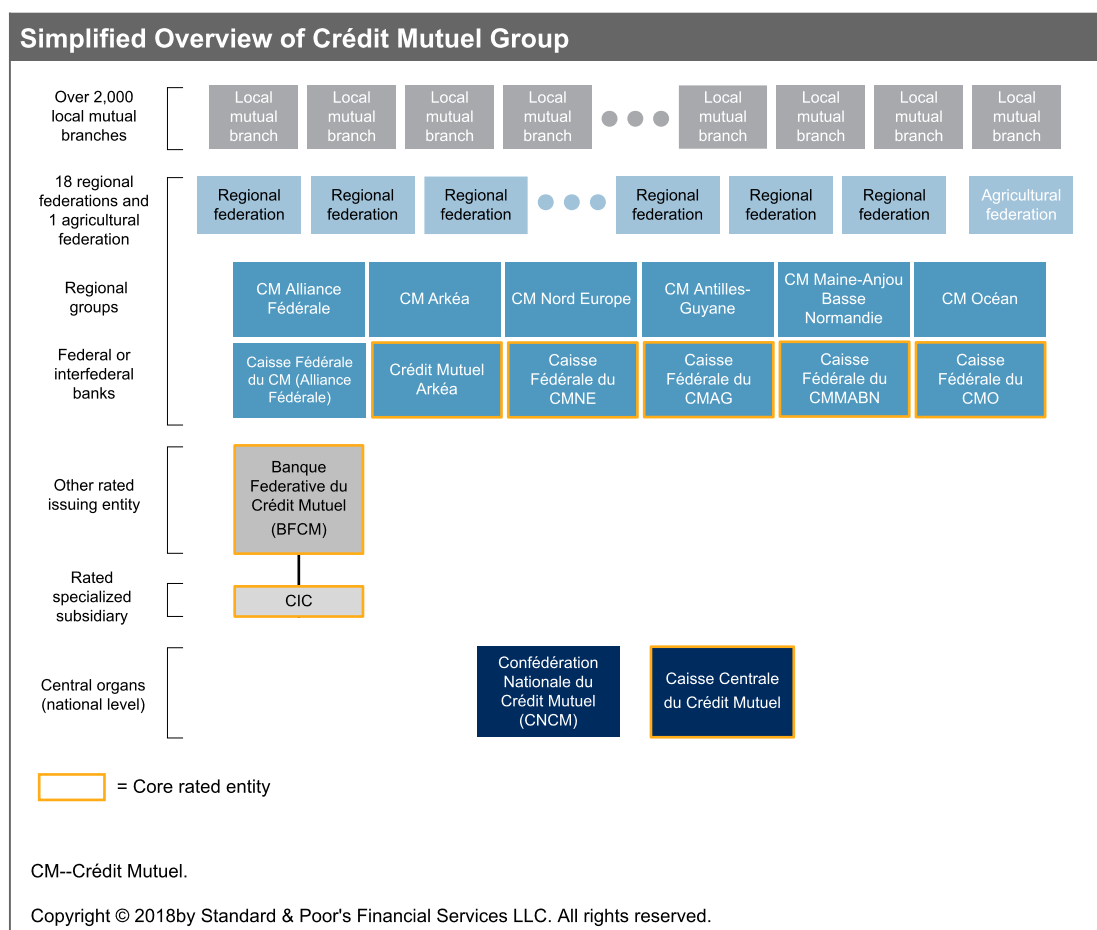 Simplified Overview of Crédit Mutuel Group
Over 2,000
local mutual
branches
Local
mutual
branch
Local
mutual
branch
Local
mutual
branch
Local
mutual
branch
Local
mutual
branch
Local
mutual
branch
Local
mutual
branch
Local
mutual
branch
18 regional
federations and
1 agricultural
federation
Regional
federation
Regional
federation
Regional
federation
Regional
federation
Regional
federation
Regional
federation
Agricultural
federation
Regional
groups
CM Alliance
Fédérale
CM Arkéa
CM Nord Europe
CM Antilles-
Guyane
CM Maine-Anjou
Basse
Normandie
CM Océan
Federal or
interfederal
banks
Caisse Fédérale
du CM (Alliance
Fédérale)
Crédit Mutuel
Arkéa
Caisse
Fédérale du
CMNE
Caisse
Fédérale du
CMAG
Caisse
Fédérale du
CMMABN
Caisse
Fédérale du
CMO
Other rated
issuing entity
Banque
Federative du
Crédit Mutuel
(BFCM)
Rated
specialized
subsidiary
CIC
Central organs
(national level)
Confédération
Nationale du
Crédit Mutuel
(CNCM)
Caisse Centrale
du Crédit Mutuel
= Core rated entity
CM--Crédit Mutuel.
Copyright © 2018by Standard & Poor's Financial Services LLC. All rights reserved.